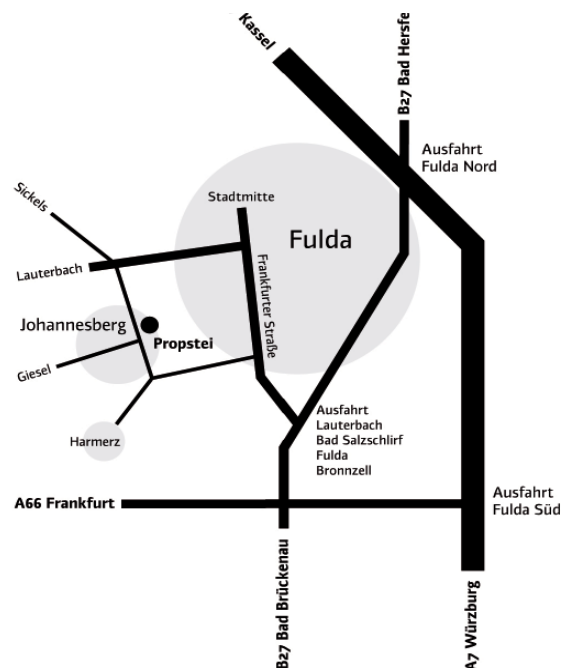 Kassel
B27 Bad Hersfe
Ausfahrt
Fulda Nord
Sickels
Stadtmitte
Fulda
Lauterbach
Frankfurter Straße
Johannesberg
Propstei
Giesel
Harmerz
Ausfahrt
Lauterbach
Bad Salzschlirf
Fulda
Bronnzell
A66 Frankfurt
Ausfahrt
Fulda Süd
B27 Bad Brückenau
A7 Würzburg